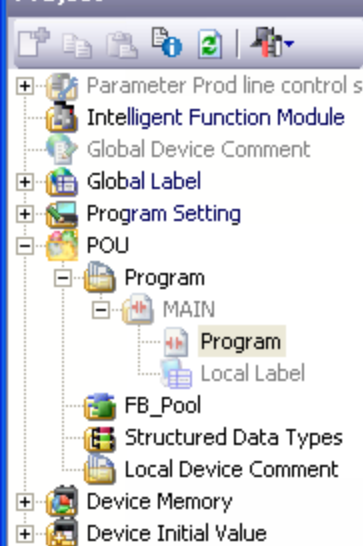 Parameter Prod line control s
Intelligent Function Module
Global Device Comment
Global Label
Program Setting
POU
Program
MAIN
Program
Local Label
FB_Pool
Structured Data Types
Local Device Comment
Device Memory
Device Initial Value